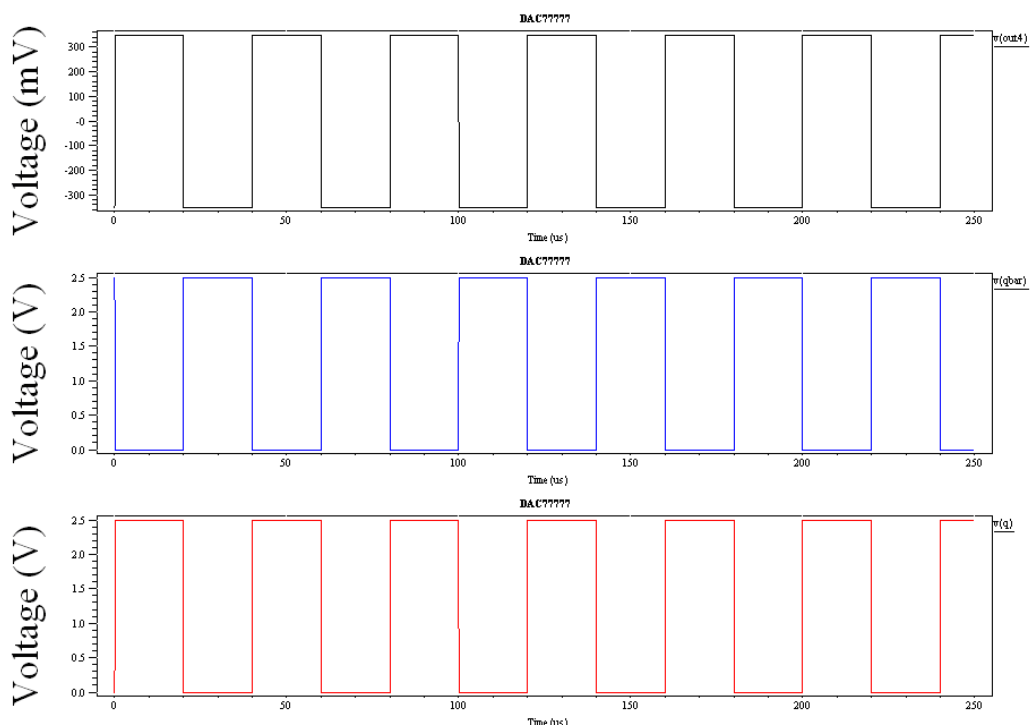 DAC77777
Voltage (mV)
v(out4)
300
200
100
-0
-100
-200
-300
0 50 100 150 200 250
Time (us)
DAC77777
Voltage (V)
v(qbar)
2.5
2.0
1.5
1.0
0.5
0.0
0 50 100 150 200 250
Time (us)
DAC77777
Voltage (V)
v(q)
2.5
2.0
1.5
1.0
0.5
0.0
0 50 100 150 200 250
Time (us)